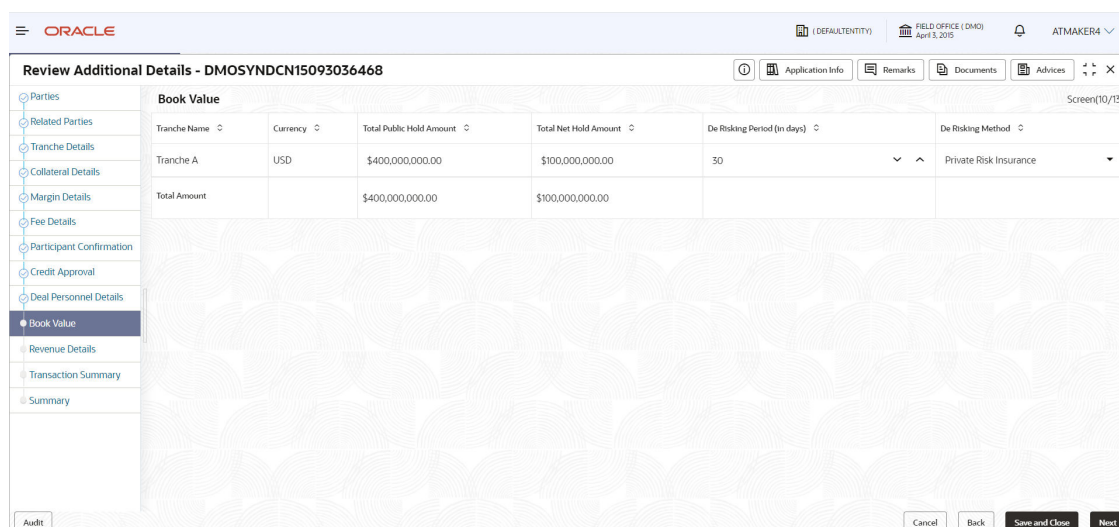 ORACLE
( DEFAULTENTITY)
FIELD OFFICE ( DMO)
April 3, 2015
ATMAKER4
Review Additional Details - DMOSYNDCN15093036468
Application Info
Remarks
Documents
Advices
Parties
Related Parties
Tranche Details
Collateral Details
Margin Details
Fee Details
Participant Confirmation
Credit Approval
Deal Personnel Details
Book Value
Revenue Details
Transaction Summary
Summary
Book Value
Screen(10/13
Tranche Name Currency Total Public Hold Amount Total Net Hold Amount De Risking Period (in days) De Risking Method
Tranche A USD $400,000,000.00 $100,000,000.00 30 Private Risk Insurance
Total Amount $400,000,000.00 $100,000,000.00
Audit
Cancel
Back
Save and Close
Next